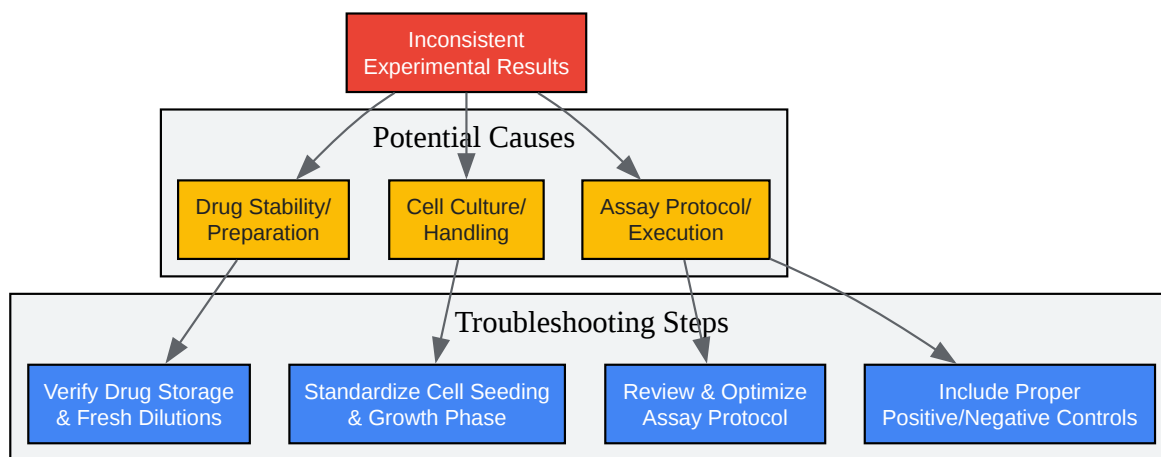 Inconsistent
Experimental Results
Potential Causes
Drug Stability/
Preparation
Cell Culture/
Handling
Assay Protocol/
Execution
Troubleshooting Steps
Verify Drug Storage
& Fresh Dilutions
Standardize Cell Seeding
& Growth Phase
Review & Optimize
Assay Protocol
Include Proper
Positive/Negative Controls